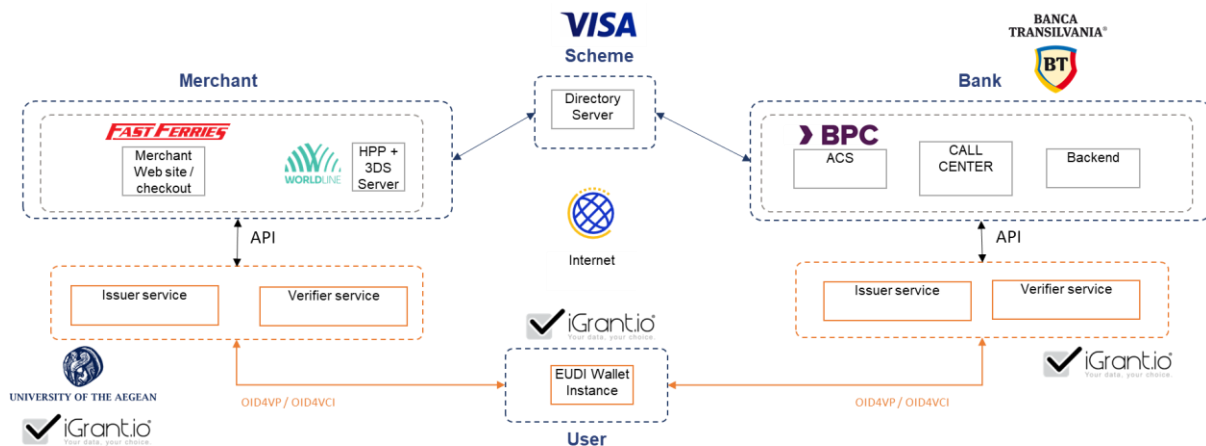 VISA
Scheme
BANCA
TRANSILVANIA®
BT
Merchant
Bank
Directory
Server
FAST FERRIES
Merchant
Web site /
checkout
WORLDLINE
HPP +
3DS
Server
BPC
ACS
CALL
CENTER
Backend
API
Internet
API
Issuer service
Verifier service
Issuer service
Verifier service
iGrant.io®
Your data, your choice.
EUDI Wallet
Instance
iGrant.io®
Your data, your choice.
UNIVERSITY OF THE AEGEAN
OID4VP / OID4VCI
OID4VP / OID4VCI
iGrant.io®
Your data, your choice.
User